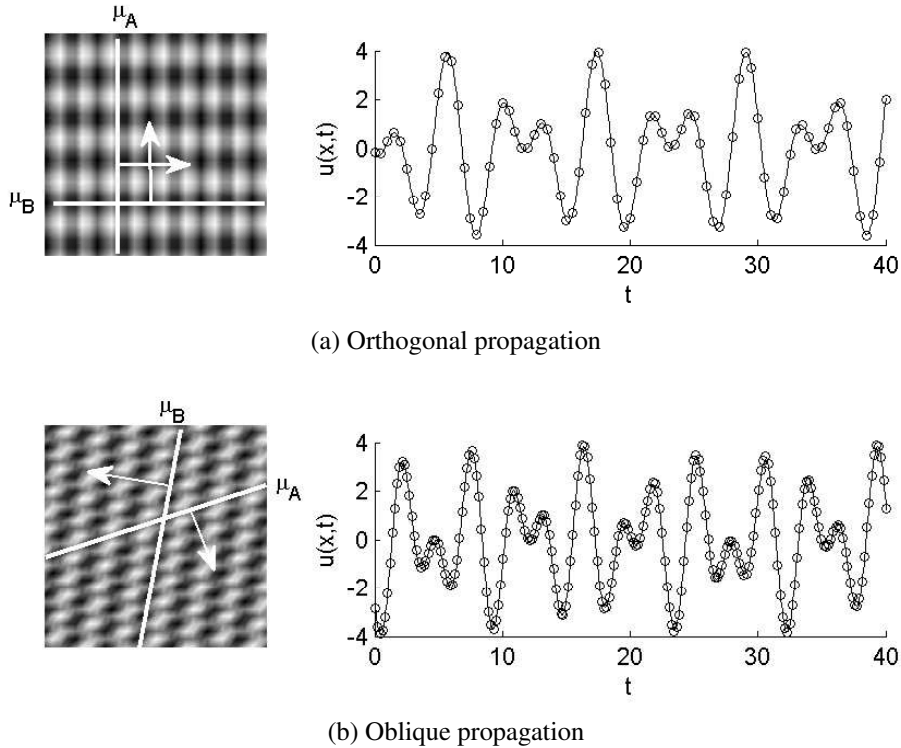 μA
μB
4
2
0
-2
-4
u(x,t)
0 10 20 30 40
t
(a) Orthogonal propagation
μB
μA
4
2
0
-2
-4
u(x,t)
0 10 20 30 40
t
(b) Oblique propagation